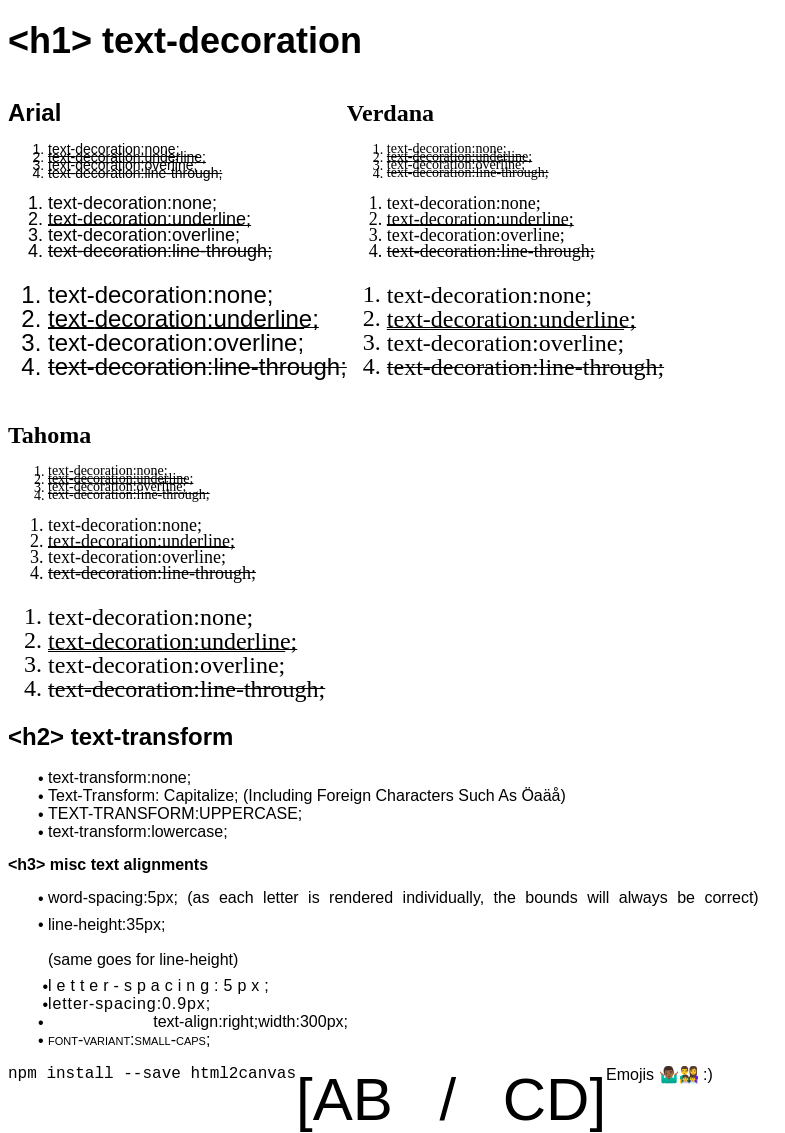 <h1> text-decoration
Arial
1. text-decoration:none;
2. text-decoration:underline;
3. text-decoration:overline;
4. text-decoration:line-through;
1. text-decoration:none;
2. text-decoration:underline;
3. text-decoration:overline;
4. text-decoration:line-through;
1. text-decoration:none;
2. text-decoration:underline;
3. text-decoration:overline;
4. text-decoration:line-through;
Verdana
1. text-decoration:none;
2. text-decoration:underline;
3. text-decoration:overline;
4. text-decoration:line-through;
1. text-decoration:none;
2. text-decoration:underline;
3. text-decoration:overline;
4. text-decoration:line-through;
1. text-decoration:none;
2. text-decoration:underline;
3. text-decoration:overline;
4. text-decoration:line-through;
Tahoma
1. text-decoration:none;
2. text-decoration:underline;
3. text-decoration:overline;
4. text-decoration:line-through;
1. text-decoration:none;
2. text-decoration:underline;
3. text-decoration:overline;
4. text-decoration:line-through;
1. text-decoration:none;
2. text-decoration:underline;
3. text-decoration:overline;
4. text-decoration:line-through;
<h2> text-transform
• text-transform:none;
• Text-Transform: Capitalize; (Including Foreign Characters Such As Öaäå)
• TEXT-TRANSFORM:UPPERCASE;
• text-transform:lowercase;
<h3> misc text alignments
• word-spacing:5px; (as each letter is rendered individually, the bounds will always be correct)
• line-height:35px;
(same goes for line-height)
•letter-spacing:5px;
•letter-spacing:0.9px;
• text-align:right;width:300px;
• FONT-VARIANT:SMALL-CAPS;
npm install --save html2canvas [AB / CD] Emojis 🤷🏾‍♂️👩‍👩‍👧‍👦 :)